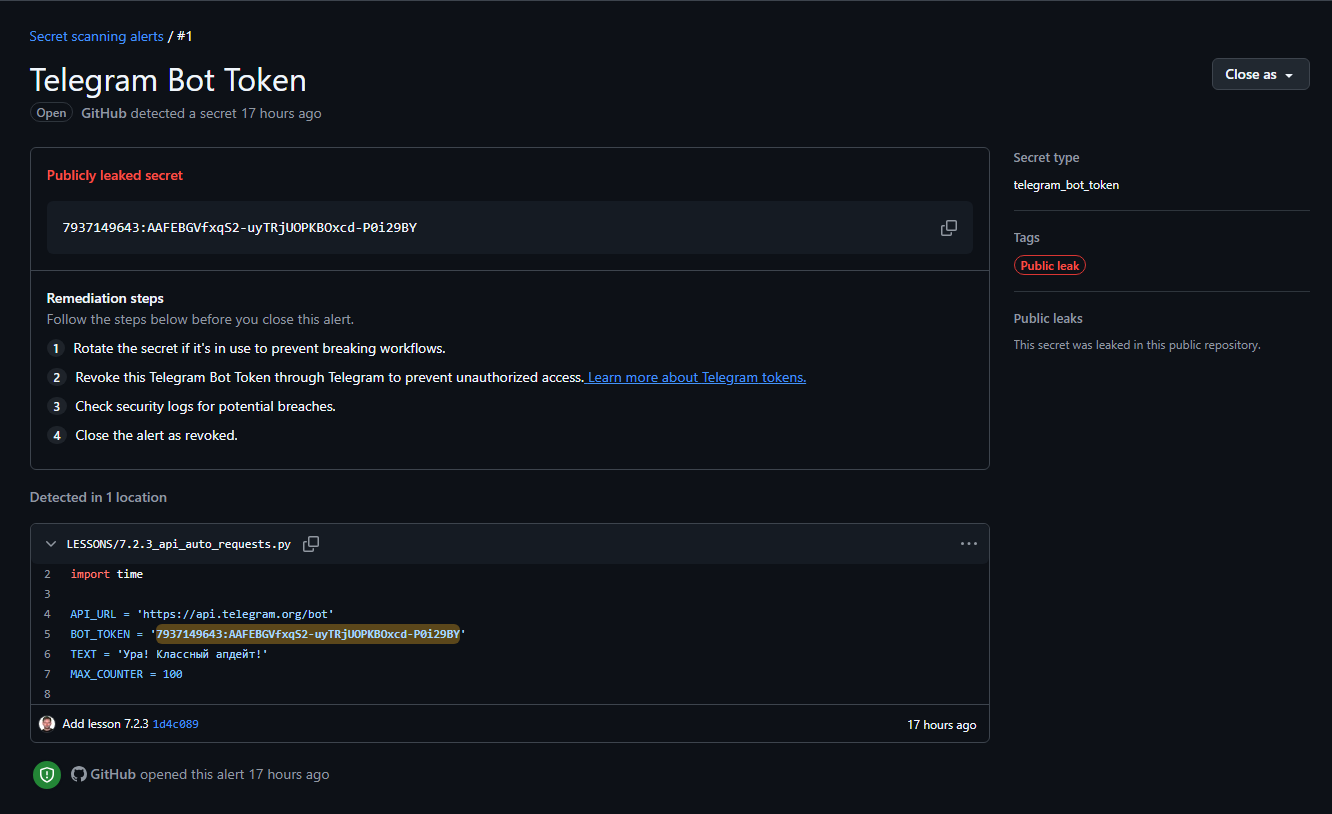 Secret scanning alerts / #1
Telegram Bot Token
Close as
Open GitHub detected a secret 17 hours ago
Publicly leaked secret
7937149643:AAFEBGVfxqS2-uyTRjUOPKBOxcd-P0i29BY
Remediation steps
Follow the steps below before you close this alert.
1 Rotate the secret if it's in use to prevent breaking workflows.
2 Revoke this Telegram Bot Token through Telegram to prevent unauthorized access. Learn more about Telegram tokens.
3 Check security logs for potential breaches.
4 Close the alert as revoked.
Secret type
telegram_bot_token
Tags
Public leak
Public leaks
This secret was leaked in this public repository.
Detected in 1 location
LESSONS/7.2.3_api_auto_requests.py
2 import time
3
4 API_URL = 'https://api.telegram.org/bot'
5 BOT_TOKEN = '7937149643:AAFEBGVfxqS2-uyTRjUOPKBOxcd-P0i29BY'
6 TEXT = 'Ура! Классный апдейт!'
7 MAX_COUNTER = 100
8
Add lesson 7.2.3 1d4c089
17 hours ago
GitHub opened this alert 17 hours ago